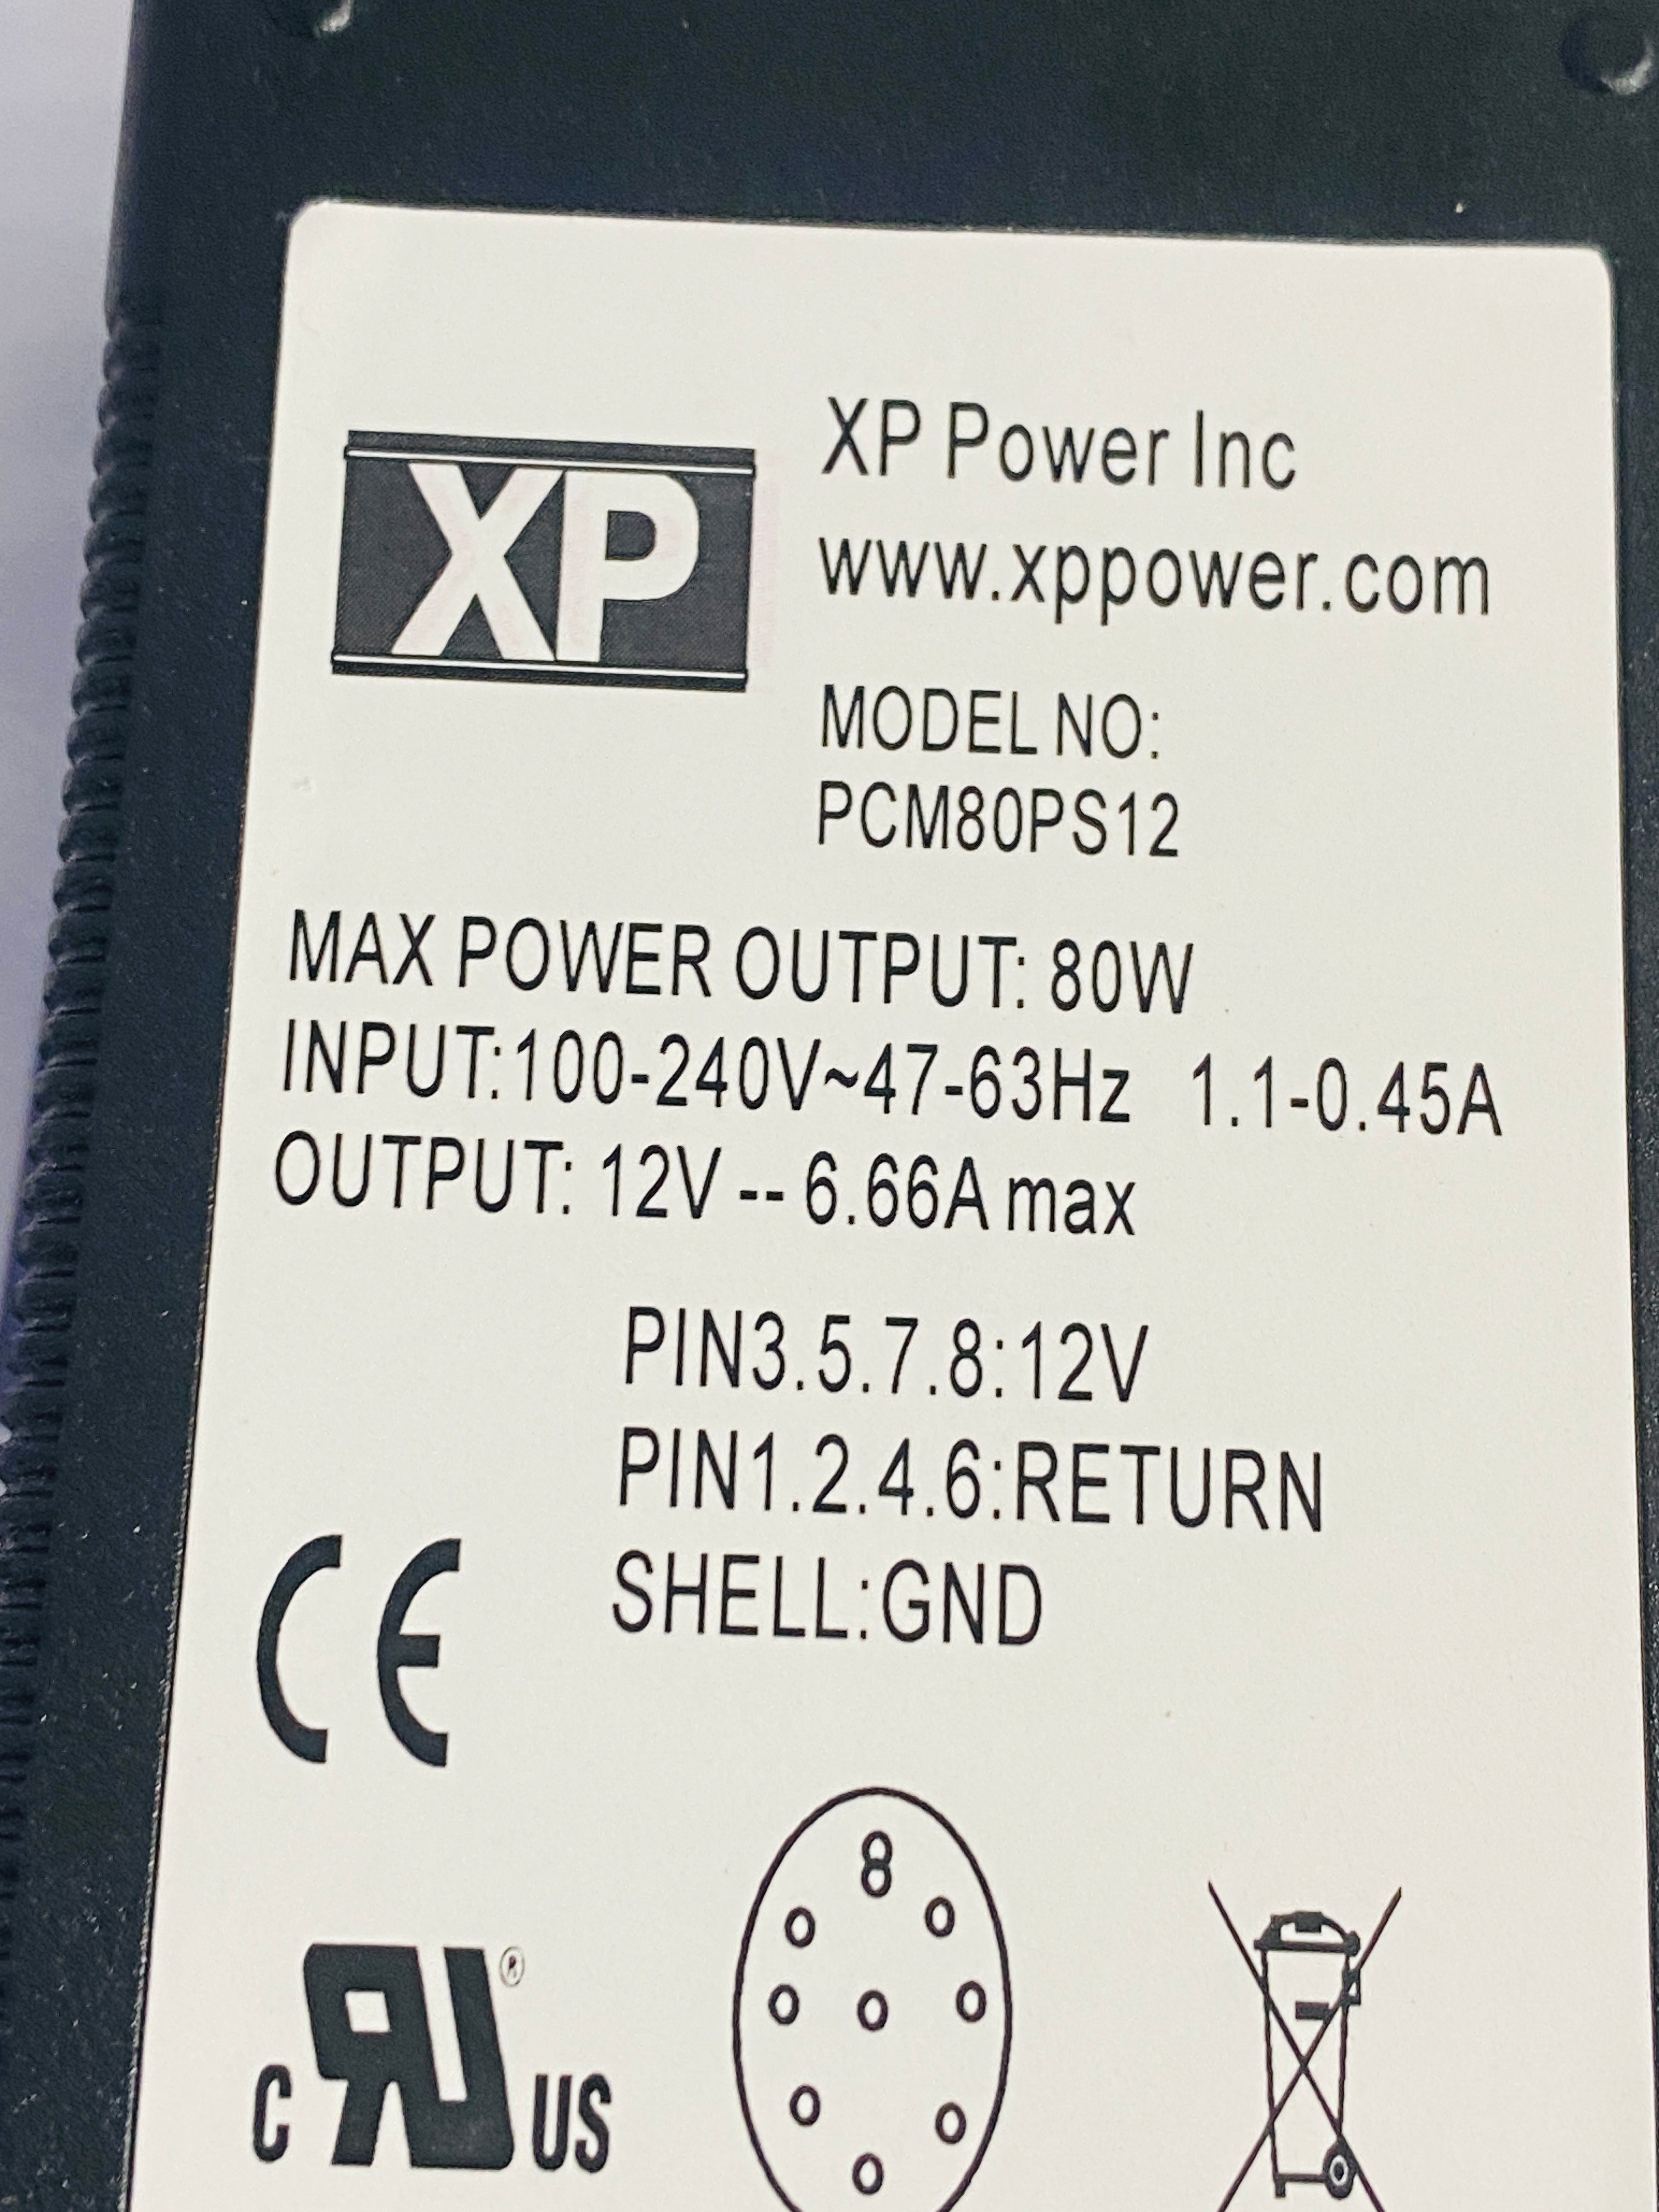 XP
XP Power Inc
www.xppower.com
MODEL NO:
PCM80PS12
MAX POWER OUTPUT: 80W
INPUT:100-240V~47-63Hz 1.1-0.45A
OUTPUT: 12V -- 6.66A max
PIN3.5.7.8:12V
PIN1.2.4.6:RETURN
SHELL:GND
CE
8
C RU ® US